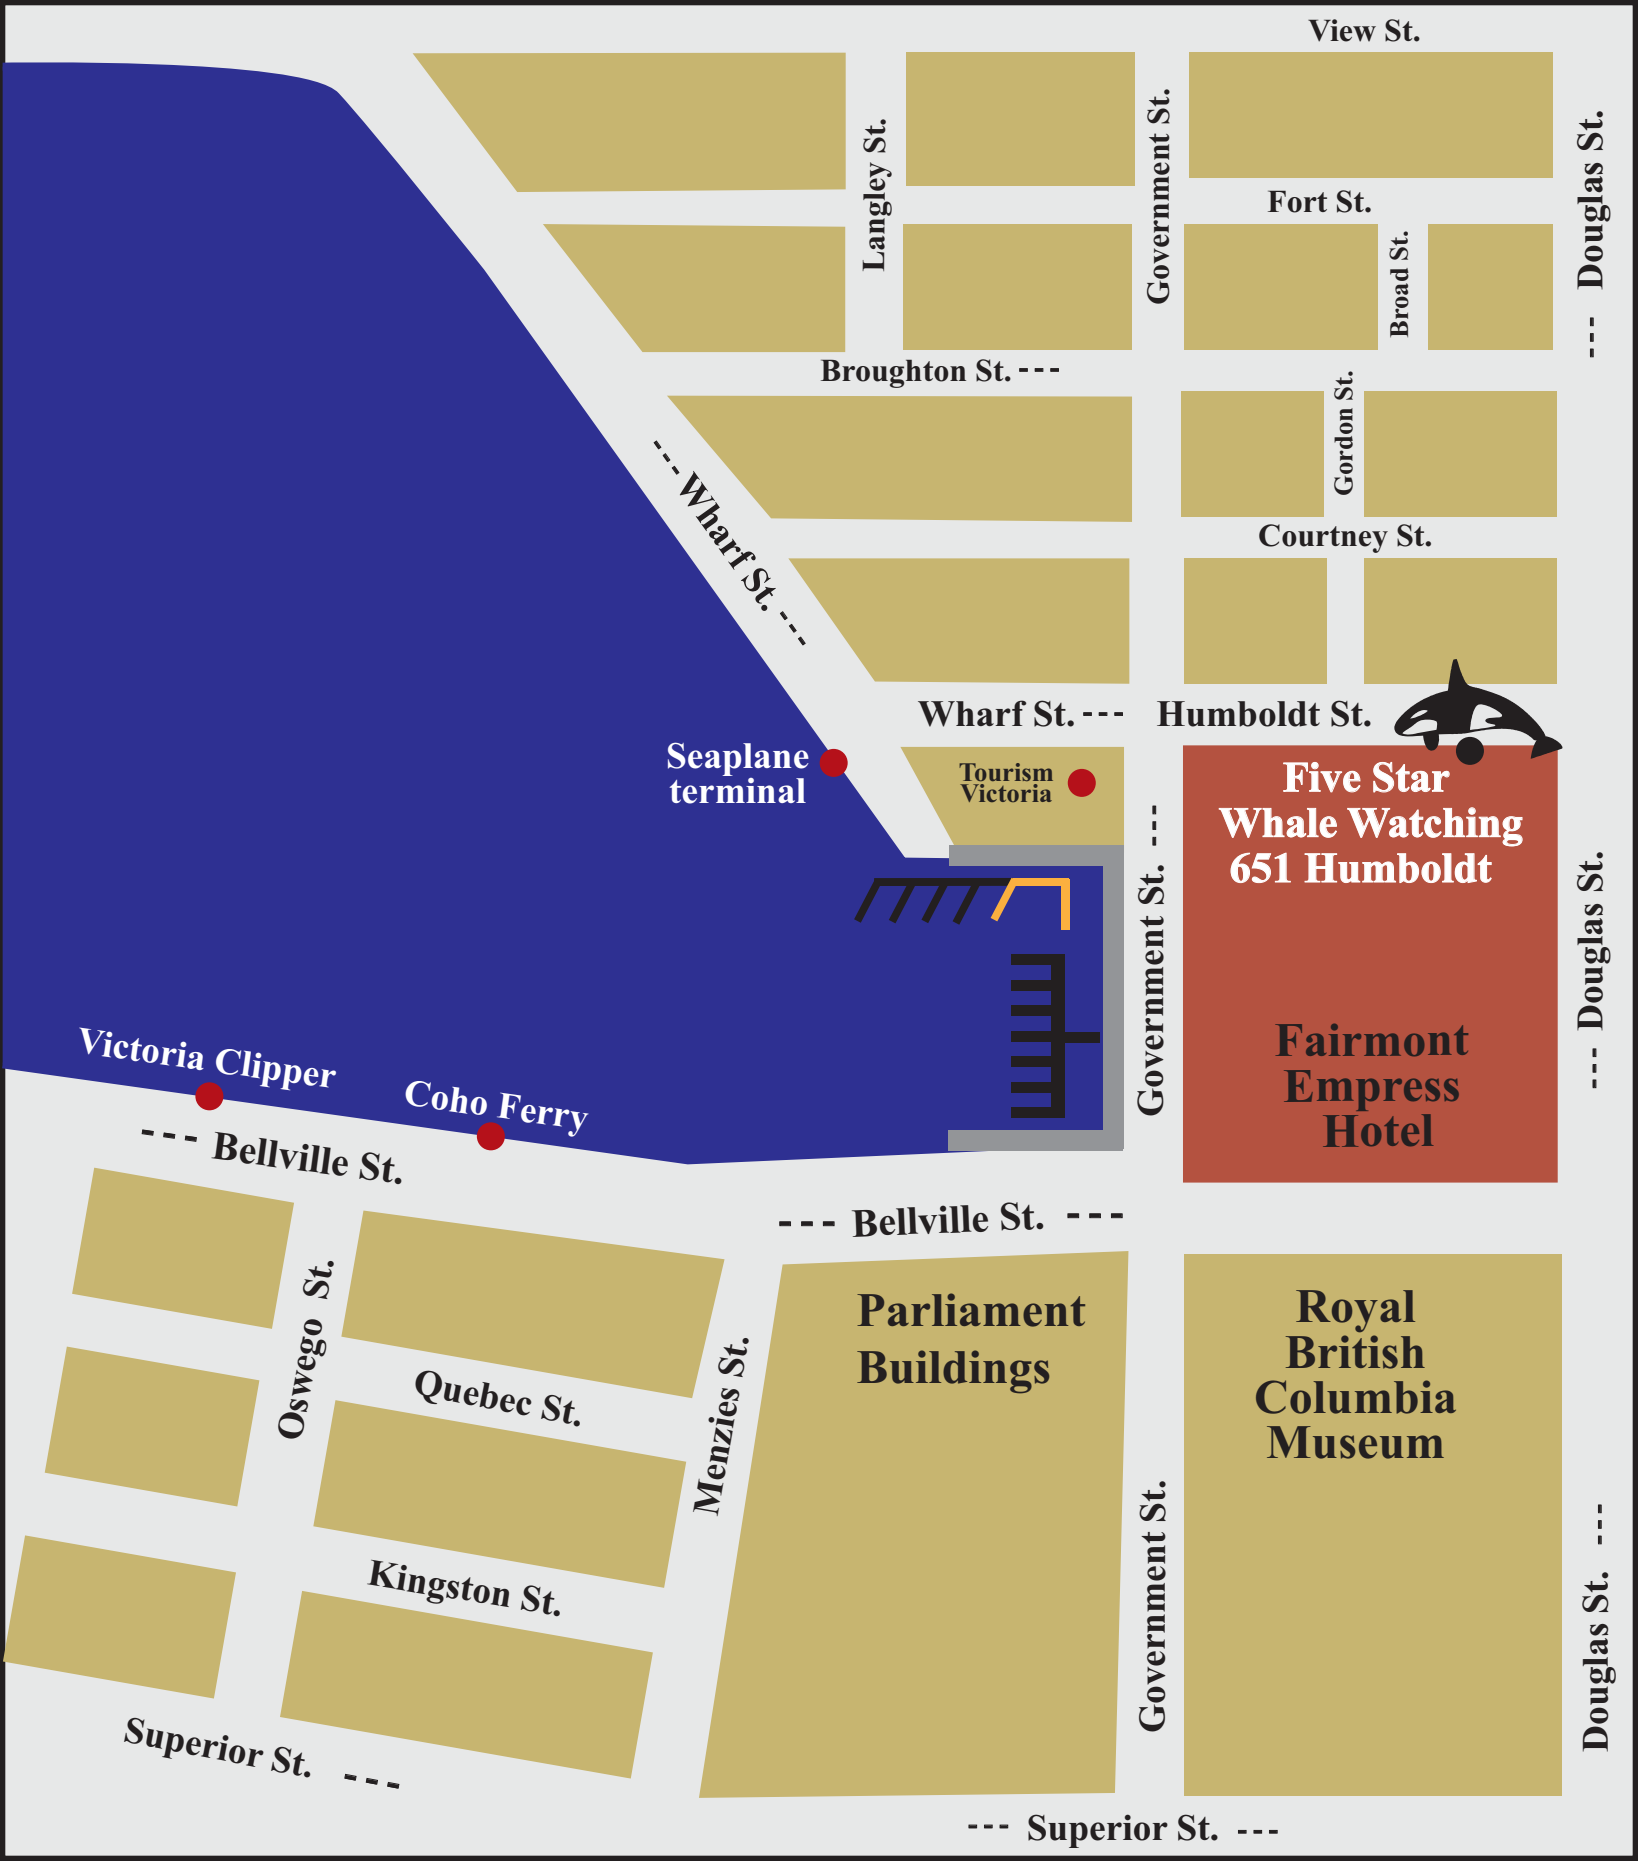 View St.
Langley St.
Government St.
Douglas St.
Fort St.
Broad St.
Broughton St.
Gordon St.
Wharf St.
Courtney St.
Wharf St.
Humboldt St.
Seaplane
terminal
Tourism
Victoria
Five Star
Whale Watching
651 Humboldt
Government St.
Douglas St.
Fairmont
Empress
Hotel
Victoria Clipper
Coho Ferry
Bellville St.
Bellville St.
Oswego St.
Quebec St.
Menzies St.
Parliament
Buildings
Royal
British
Columbia
Museum
Kingston St.
Government St.
Douglas St.
Superior St.
Superior St.